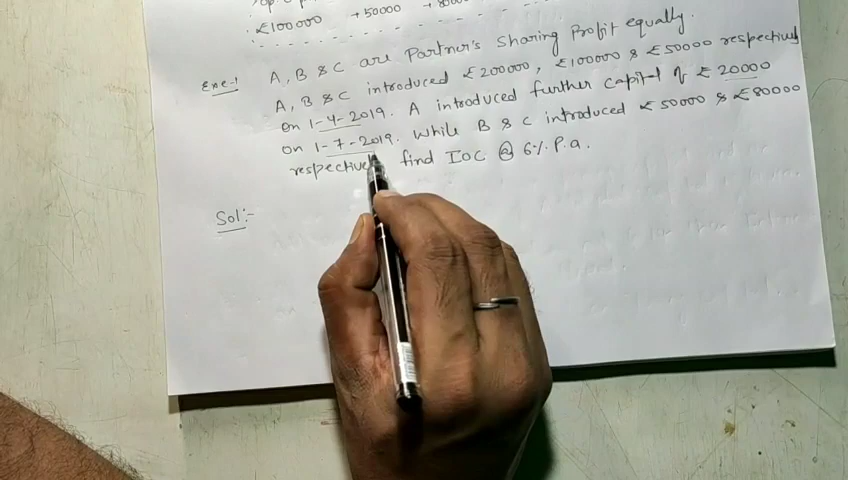 ₹100000 +50000 +8000
Exe:1 A, B & C are Partner's Sharing Profit equally.
A, B & C introduced ₹200000, ₹100000 & ₹50000 respectively
on 1-4-2019. A introduced further capital of ₹20000
on 1-7-2019. While B & C introduced ₹50000 & ₹80000
find IOC @ 6% P.a.
Sol:-